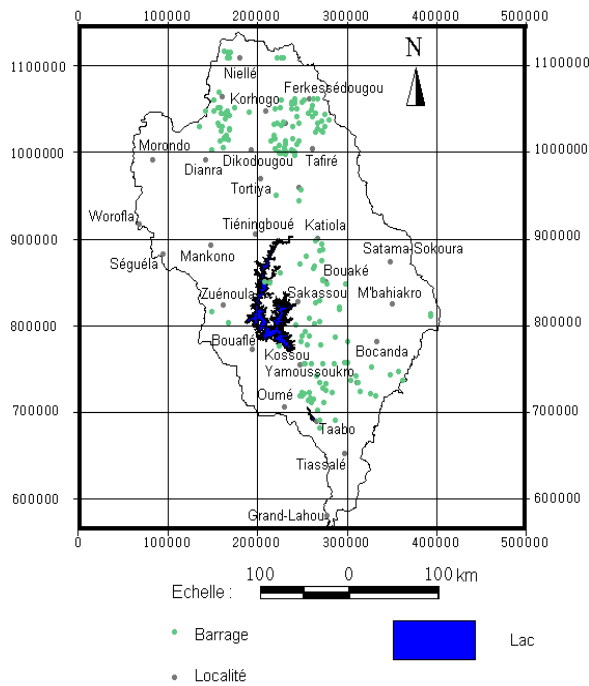 0 100000 200000 300000 400000 500000
N
1100000 1100000
Niellé
Ferkessédougou
Korhogo
1000000 1000000
Morondo
Dikodougou Tafiré
Dianra
Tortiya
Worofla
Tiéningboué Katiola
900000 900000
Satama-Sokoura
Mankono
Séguéla
Bouaké
Zuénoula Sakassou M'bahiakro
800000 800000
Bouaflé
Kossou Bocanda
Yamoussoukro
Oumé
700000 700000
Taabo
Tiassalé
600000 600000
Grand-Lahou
0 100000 200000 300000 400000 500000
Echelle : 100 0 100 km
Barrage
Lac
Localité